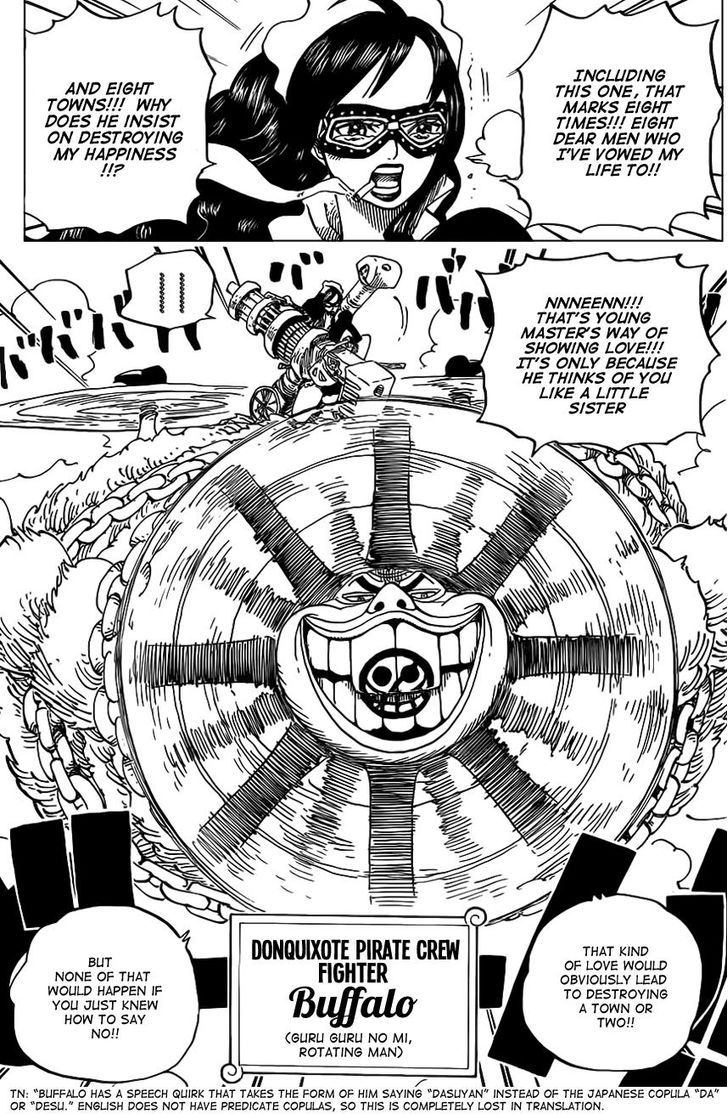 INCLUDING
THIS ONE, THAT
MARKS EIGHT
TIMES!!! EIGHT
DEAR MEN WHO
I'VE VOWED MY
LIFE TO!!
AND EIGHT
TOWNS!!! WHY
DOES HE INSIST
ON DESTROYING
MY HAPPINESS
!!?
NNNEENN!!!
THAT'S YOUNG
MASTER'S WAY OF
SHOWING LOVE!!!
IT'S ONLY BECAUSE
HE THINKS OF YOU
LIKE A LITTLE
SISTER
ババ
THAT KIND
OF LOVE WOULD
OBVIOUSLY LEAD
TO DESTROYING
A TOWN OR
TWO!!
DONQUIXOTE PIRATE CREW
FIGHTER
Buffalo
(GURU GURU NO MI,
ROTATING MAN)
BUT
NONE OF THAT
WOULD HAPPEN IF
YOU JUST KNEW
HOW TO SAY
NO!!
TN: "BUFFALO HAS A SPEECH QUIRK THAT TAKES THE FORM OF HIM SAYING "DASUYAN" INSTEAD OF THE JAPANESE COPULA "DA"
OR "DESU." ENGLISH DOES NOT HAVE PREDICATE COPULAS, SO THIS IS COMPLETELY LOST IN TRANSLATION.